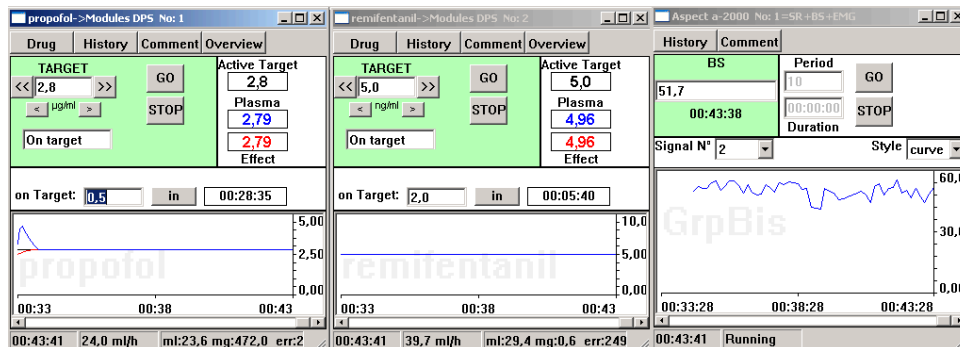 propofol->Modules DPS No: 1
Drug History Comment Overview
TARGET
<< 2,8 >>
< µg/ml >
On target
GO
STOP
Active Target
2,8
Plasma
2,79
2,79
Effect
on Target: 0,5 in 00:28:35
5,00
2,50
0,00
propofol
00:33 00:38 00:43
00:43:41 24,0 ml/h ml:23,6 mg:472,0 err:2
remifentanil->Modules DPS No: 2
Drug History Comment Overview
TARGET
<< 5,0 >>
< ng/ml >
On target
GO
STOP
Active Target
5,0
Plasma
4,96
4,96
Effect
on Target: 2,0 in 00:05:40
10,0
5,00
0,00
remifentanil
00:33 00:38 00:43
00:43:41 39,7 ml/h ml:29,4 mg:0,6 err:249
Aspect a-2000 No: 1=SR+BS+EMG
History Comment
BS
51,7
00:43:38
Period
10
00:00:00
Duration
GO
STOP
Signal N° 2 Style curve
60,0
30,0
0,00
GrpBis
00:33:28 00:38:28 00:43:28
00:43:41 Running